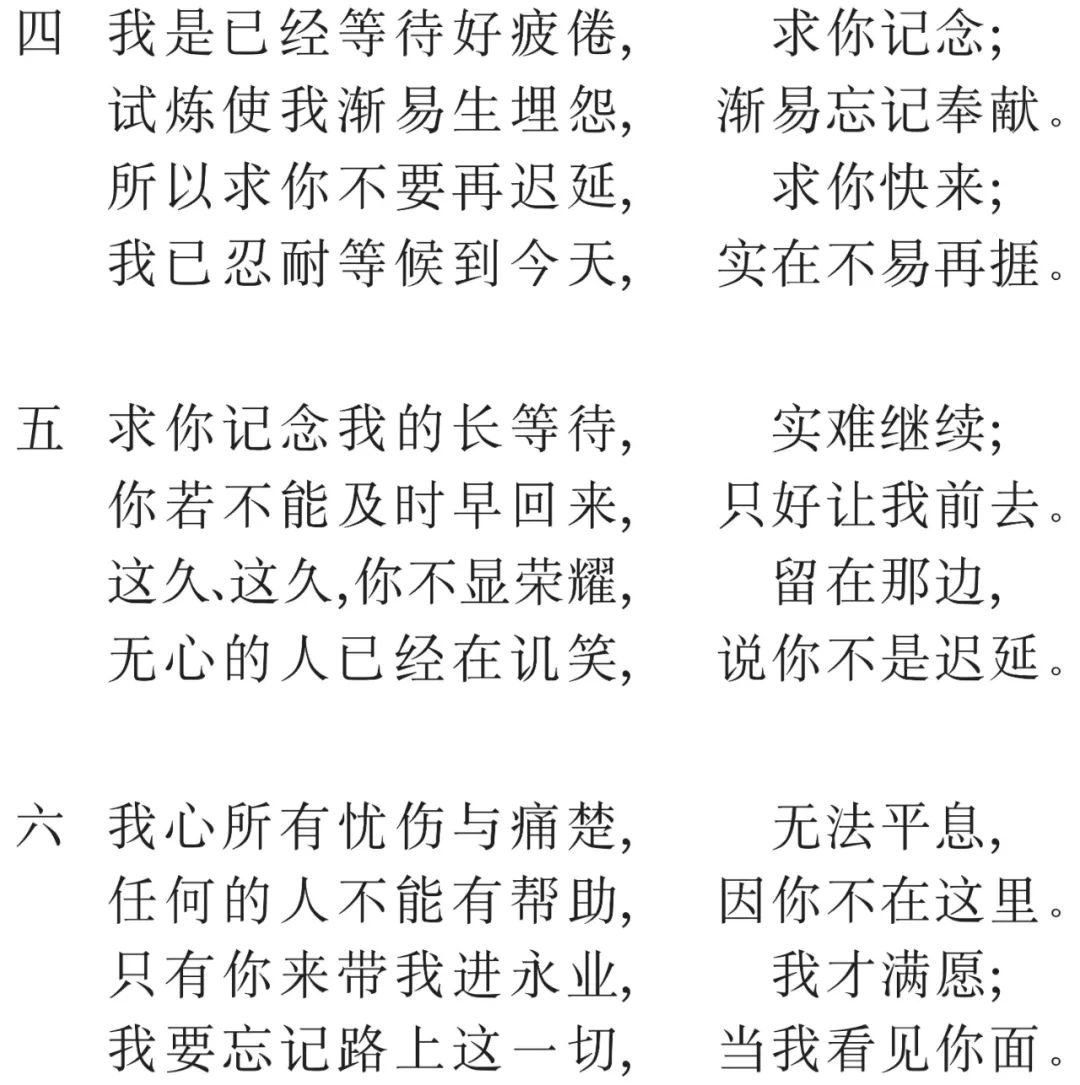 四 我是已经等待好疲倦, 求你记念;
试炼使我渐易生埋怨, 渐易忘记奉献。
所以求你不要再迟延, 求你快来;
我已忍耐等候到今天, 实在不易再捱。
五 求你记念我的长等待, 实难继续;
你若不能及时早回来, 只好让我前去。
这久、这久,你不显荣耀, 留在那边,
无心的人已经在讥笑, 说你不是迟延。
六 我心所有忧伤与痛楚, 无法平息,
任何的人不能有帮助, 因你不在这里。
只有你来带我进永业, 我才满愿;
我要忘记路上这一切, 当我看见你面。